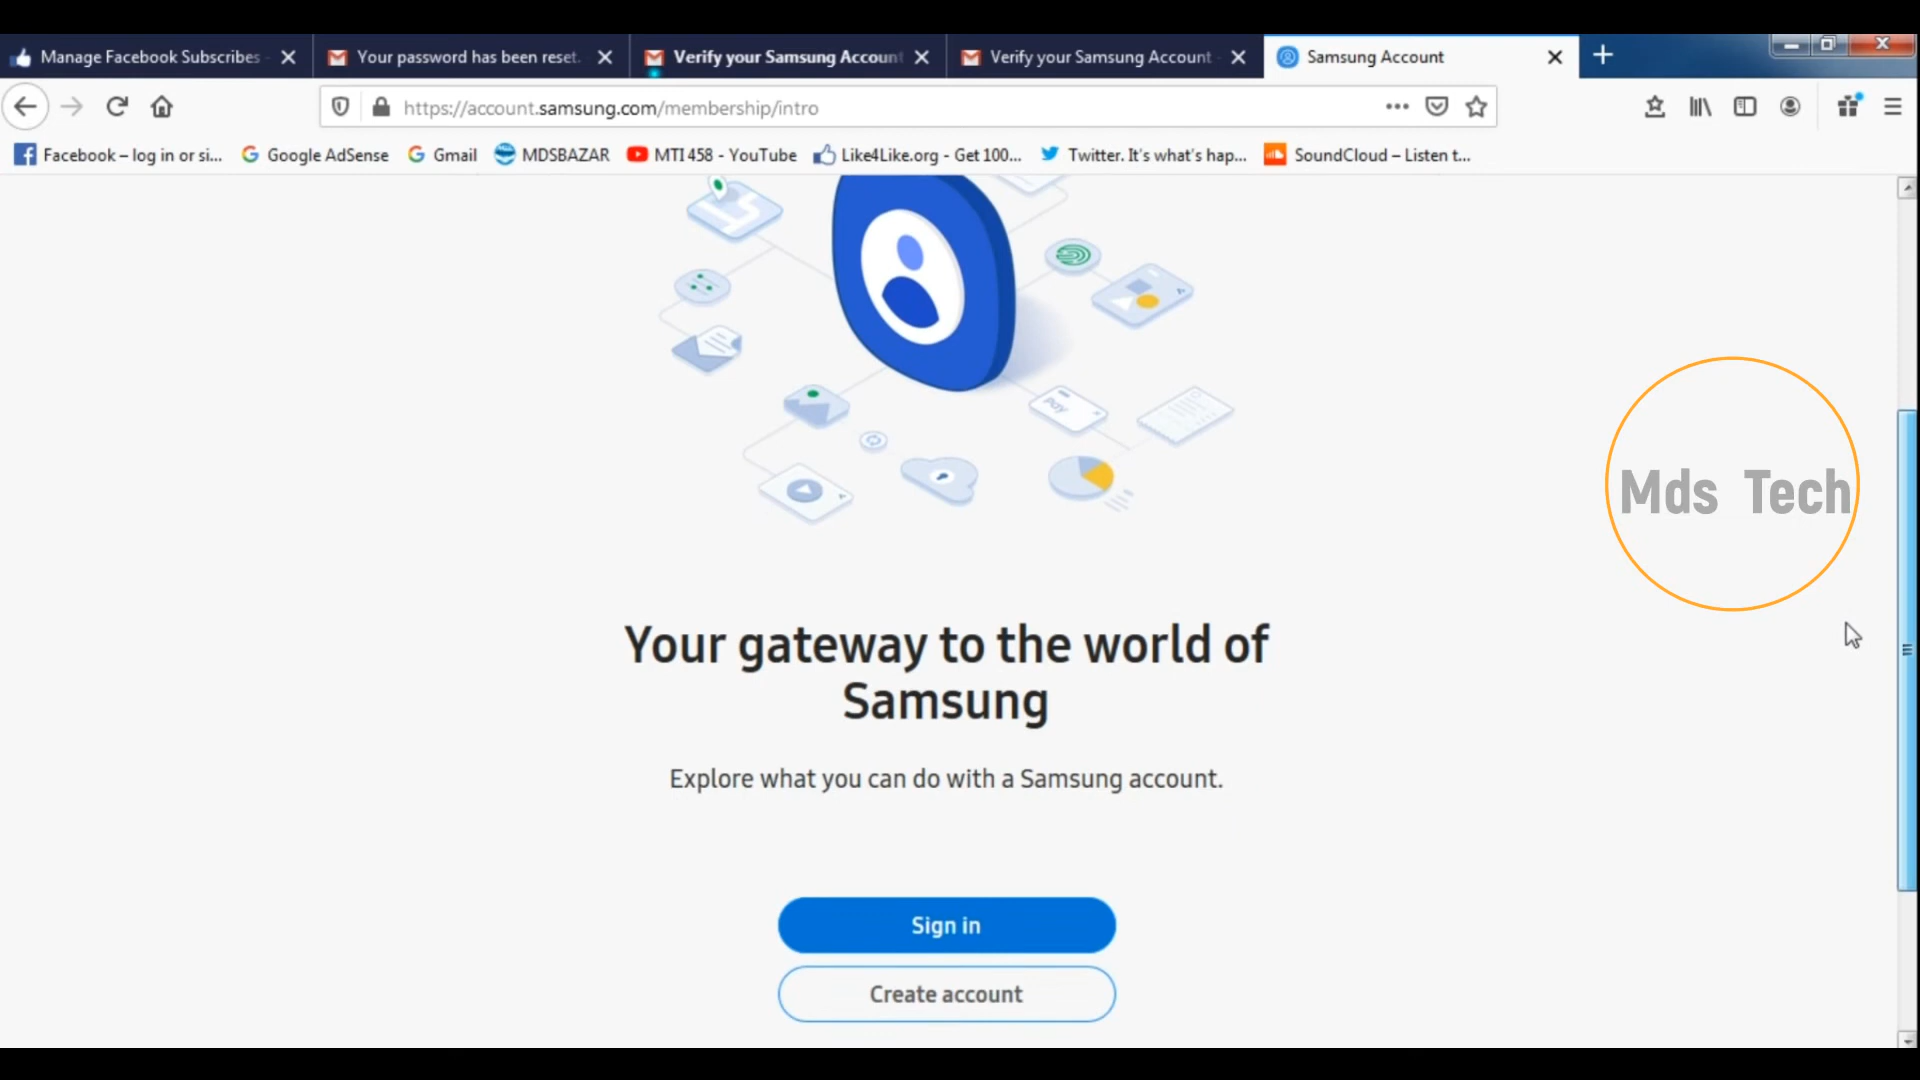 Manage Facebook Subscribes -
Your password has been reset.
Verify your Samsung Account
Verify your Samsung Account -
Samsung Account
https://account.samsung.com/membership/intro
Facebook – log in or si...
Google AdSense
Gmail
MDSBAZAR
MTI 458 - YouTube
Like4Like.org - Get 100...
Twitter. It's what's hap...
SoundCloud – Listen t...
Pay
Mds Tech
Your gateway to the world of
Samsung
Explore what you can do with a Samsung account.
Sign in
Create account